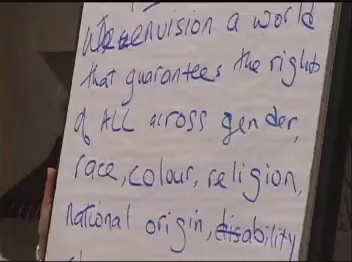 We envision a world
that guarantees the rights
of ALL across gender,
race, colour, religion,
national origin, disability